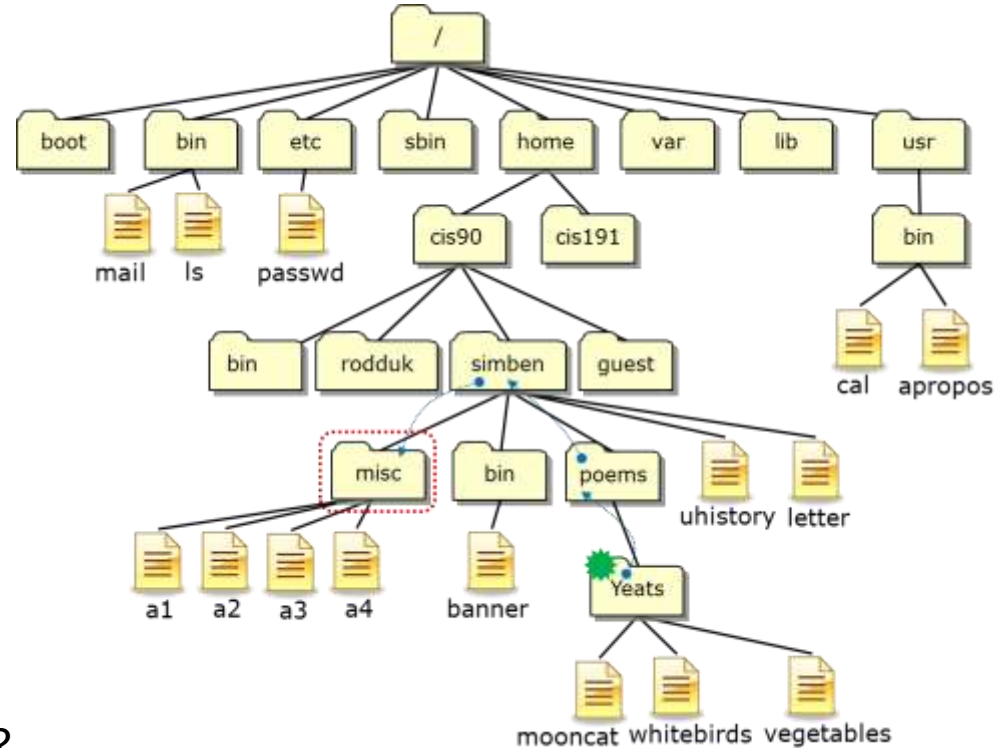 /
boot bin etc sbin home var lib usr
mail ls passwd cis90 cis191 bin
bin rodduk simben guest cal apropos
misc bin poems
uhistory letter
a1 a2 a3 a4 banner Yeats
mooncat whitebirds vegetables